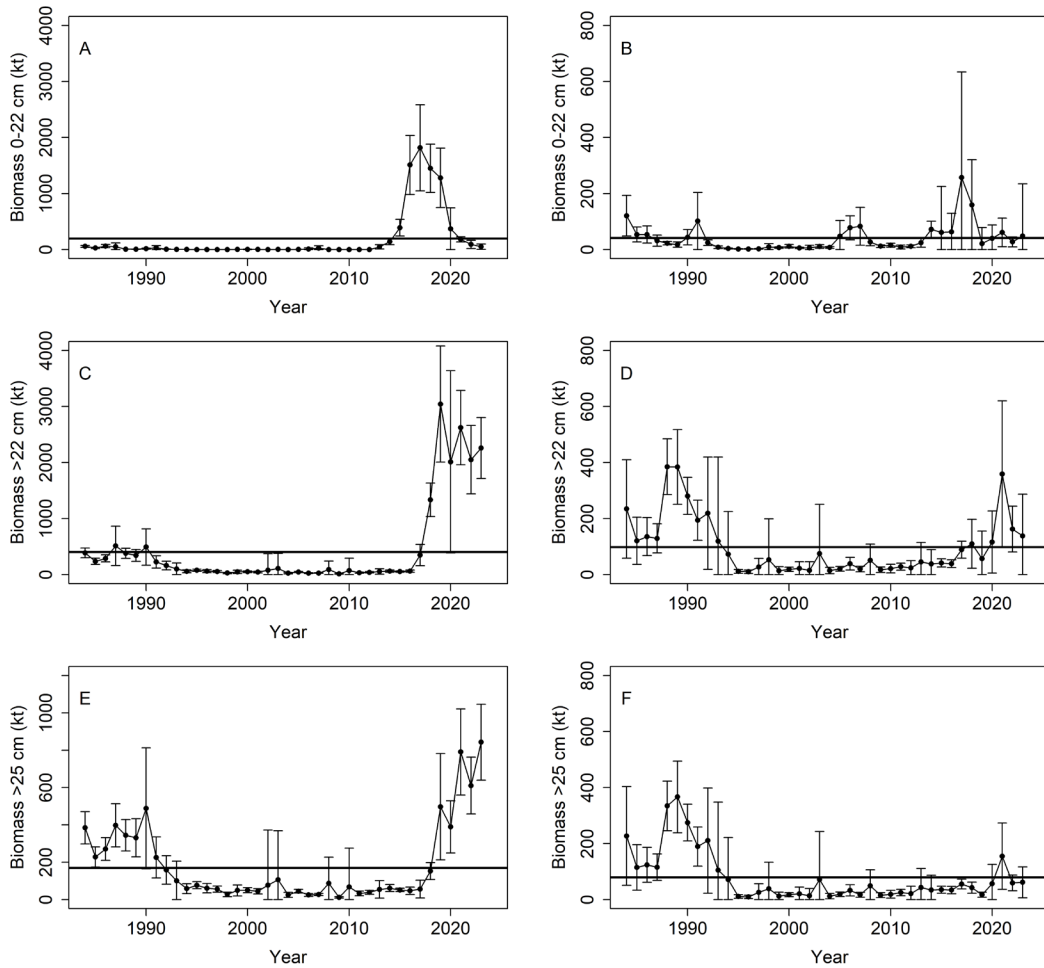 A
Biomass 0-22 cm (kt)
0 1000 2000 3000 4000
1990 2000 2010 2020
Year
B
Biomass 0-22 cm (kt)
0 200 400 600 800
1990 2000 2010 2020
Year
C
Biomass >22 cm (kt)
0 1000 2000 3000 4000
1990 2000 2010 2020
Year
D
Biomass >22 cm (kt)
0 200 400 600 800
1990 2000 2010 2020
Year
E
Biomass >25 cm (kt)
0 200 600 1000
1990 2000 2010 2020
Year
F
Biomass >25 cm (kt)
0 200 400 600 800
1990 2000 2010 2020
Year